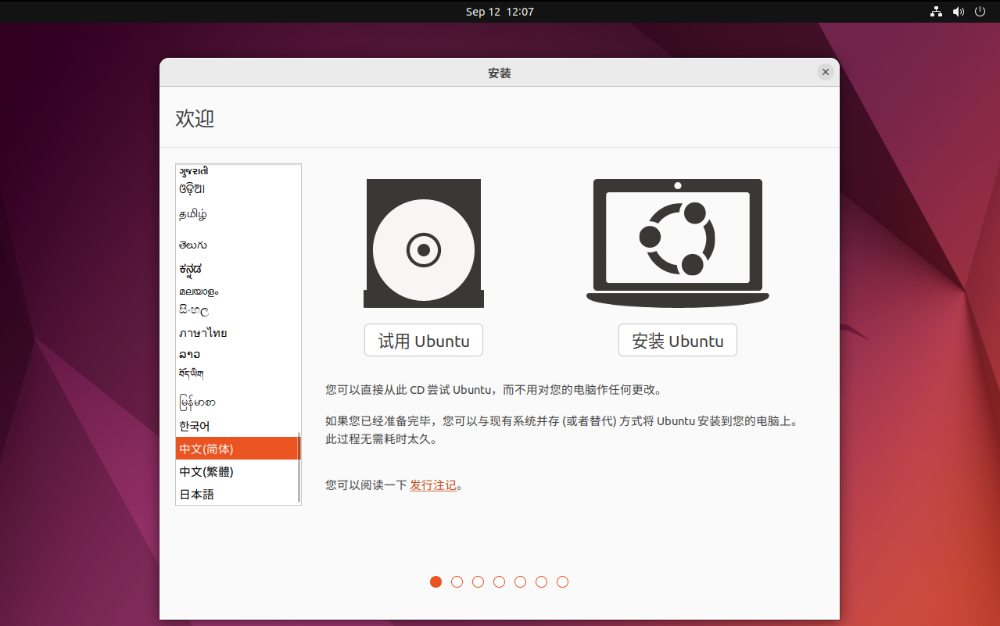 Sep 12 12:07
安装
欢迎
ગુજરાતી
ଓଡ଼ିଆ
தமிழ்
తెలుగు
ಕನ್ನಡ
മലയാളം
සිංහල
ภาษาไทย
ລາວ
བོད་ཡིག
မြန်မာစာ
한국어
中文(简体)
中文(繁體)
日本語
试用 Ubuntu
安装 Ubuntu
您可以直接从此 CD 尝试 Ubuntu，而不用对您的电脑作任何更改。
如果您已经准备完毕，您可以与现有系统并存 (或者替代) 方式将 Ubuntu 安装到您的电脑上。
此过程无需耗时太久。
您可以阅读一下 发行注记。